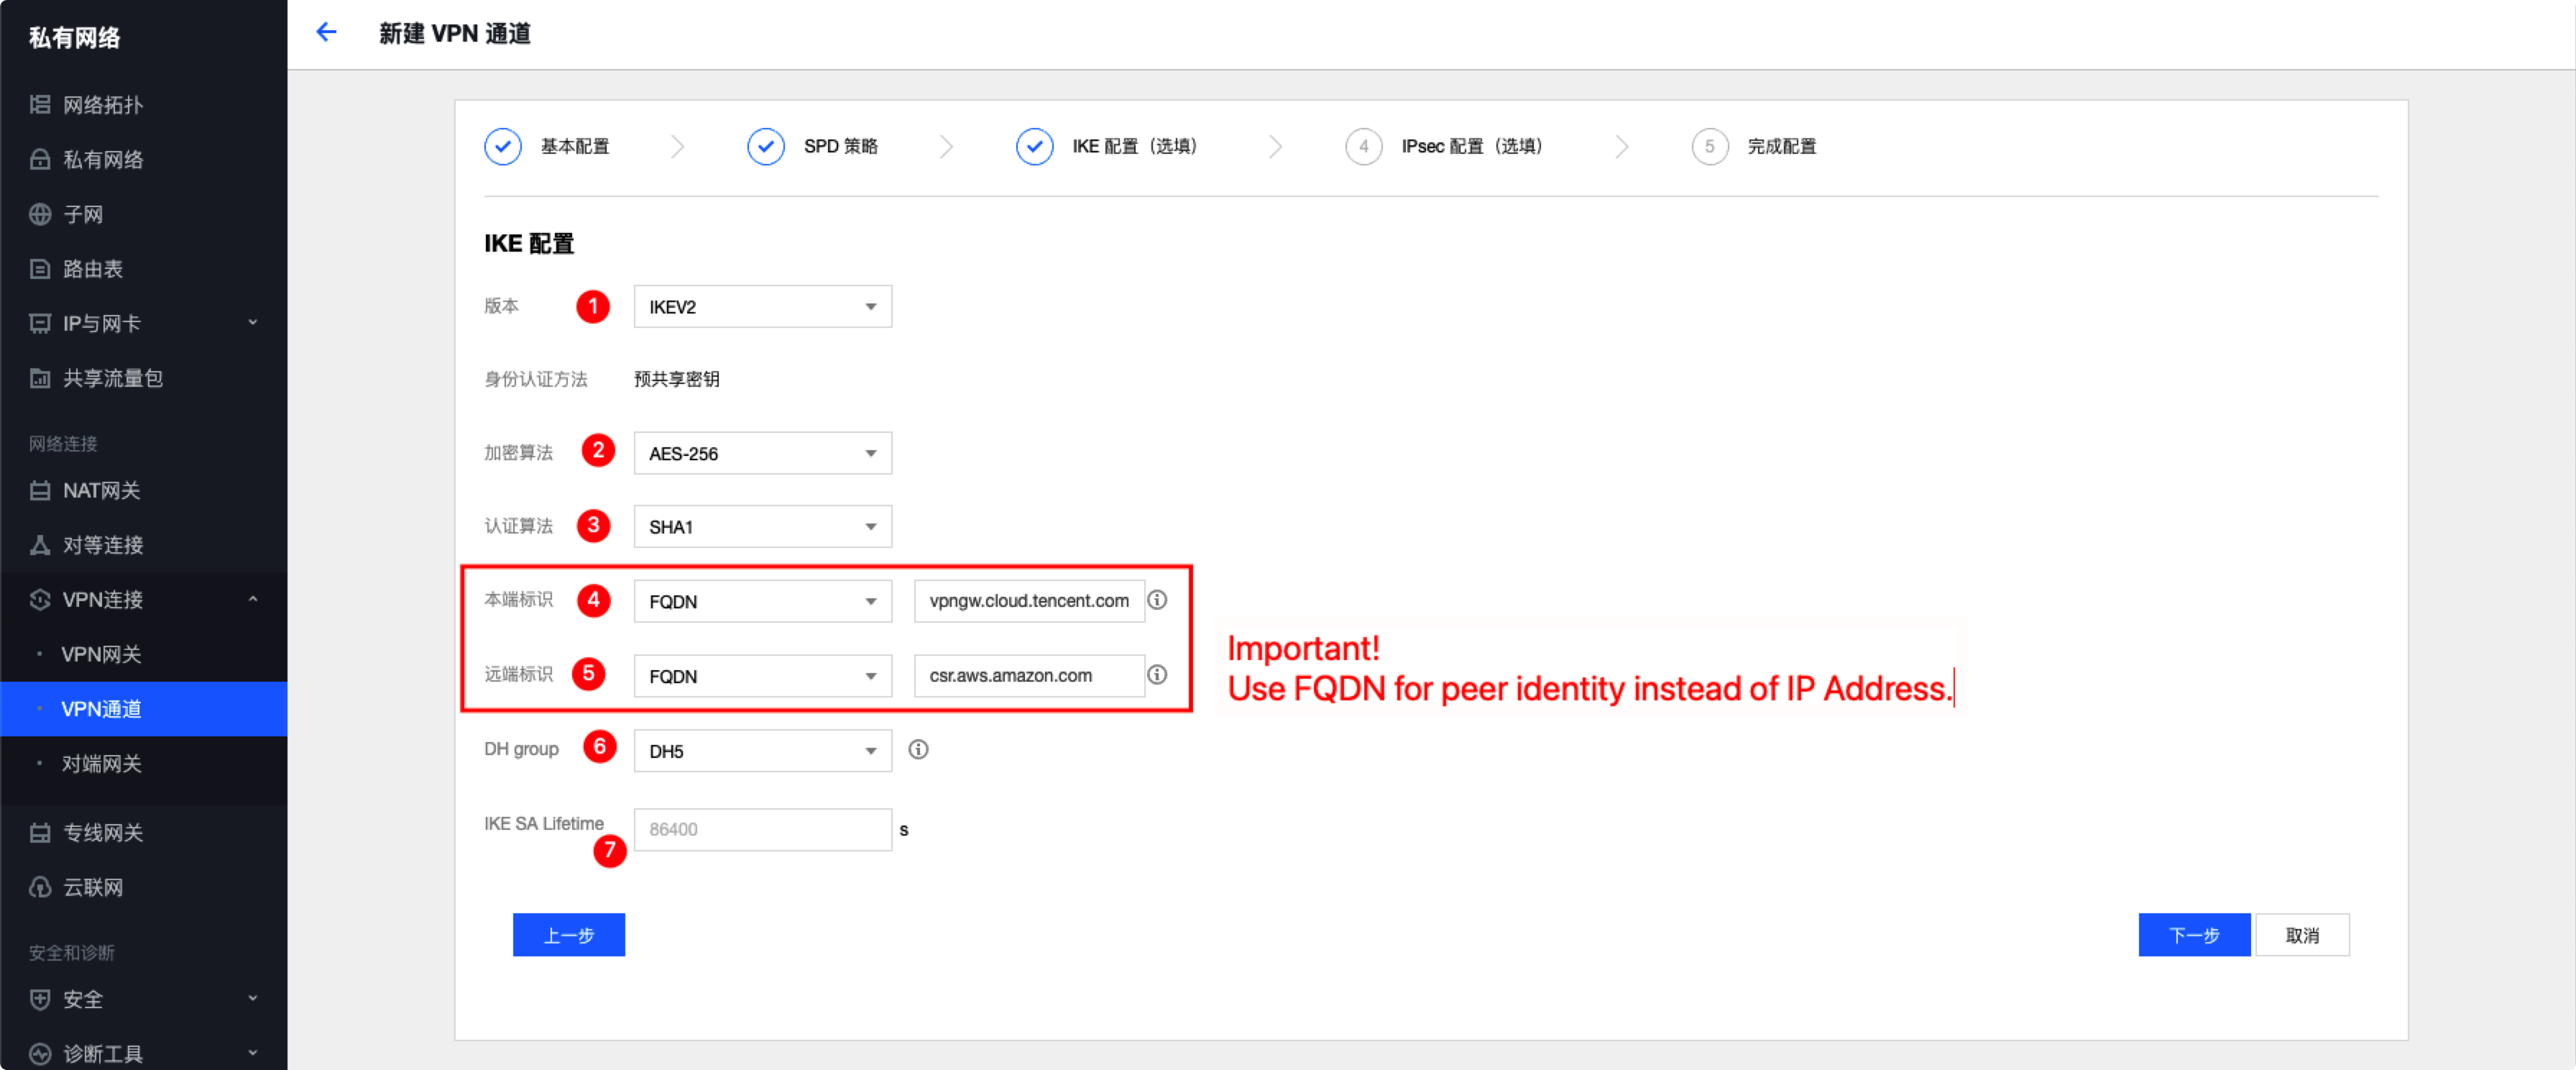 私有网络
网络拓扑
私有网络
子网
路由表
IP与网卡
共享流量包
网络连接
NAT网关
对等连接
VPN连接
VPN网关
VPN通道
对端网关
专线网关
云联网
安全和诊断
安全
诊断工具
新建 VPN 通道
基本配置
SPD 策略
IKE 配置（选填）
4 IPsec 配置（选填）
5 完成配置
IKE 配置
版本 1 IKEV2
身份认证方法 预共享密钥
加密算法 2 AES-256
认证算法 3 SHA1
本端标识 4 FQDN vpngw.cloud.tencent.com
远端标识 5 FQDN csr.aws.amazon.com
Important!
Use FQDN for peer identity instead of IP Address.
DH group 6 DH5
IKE SA Lifetime 7 86400 s
上一步
下一步
取消